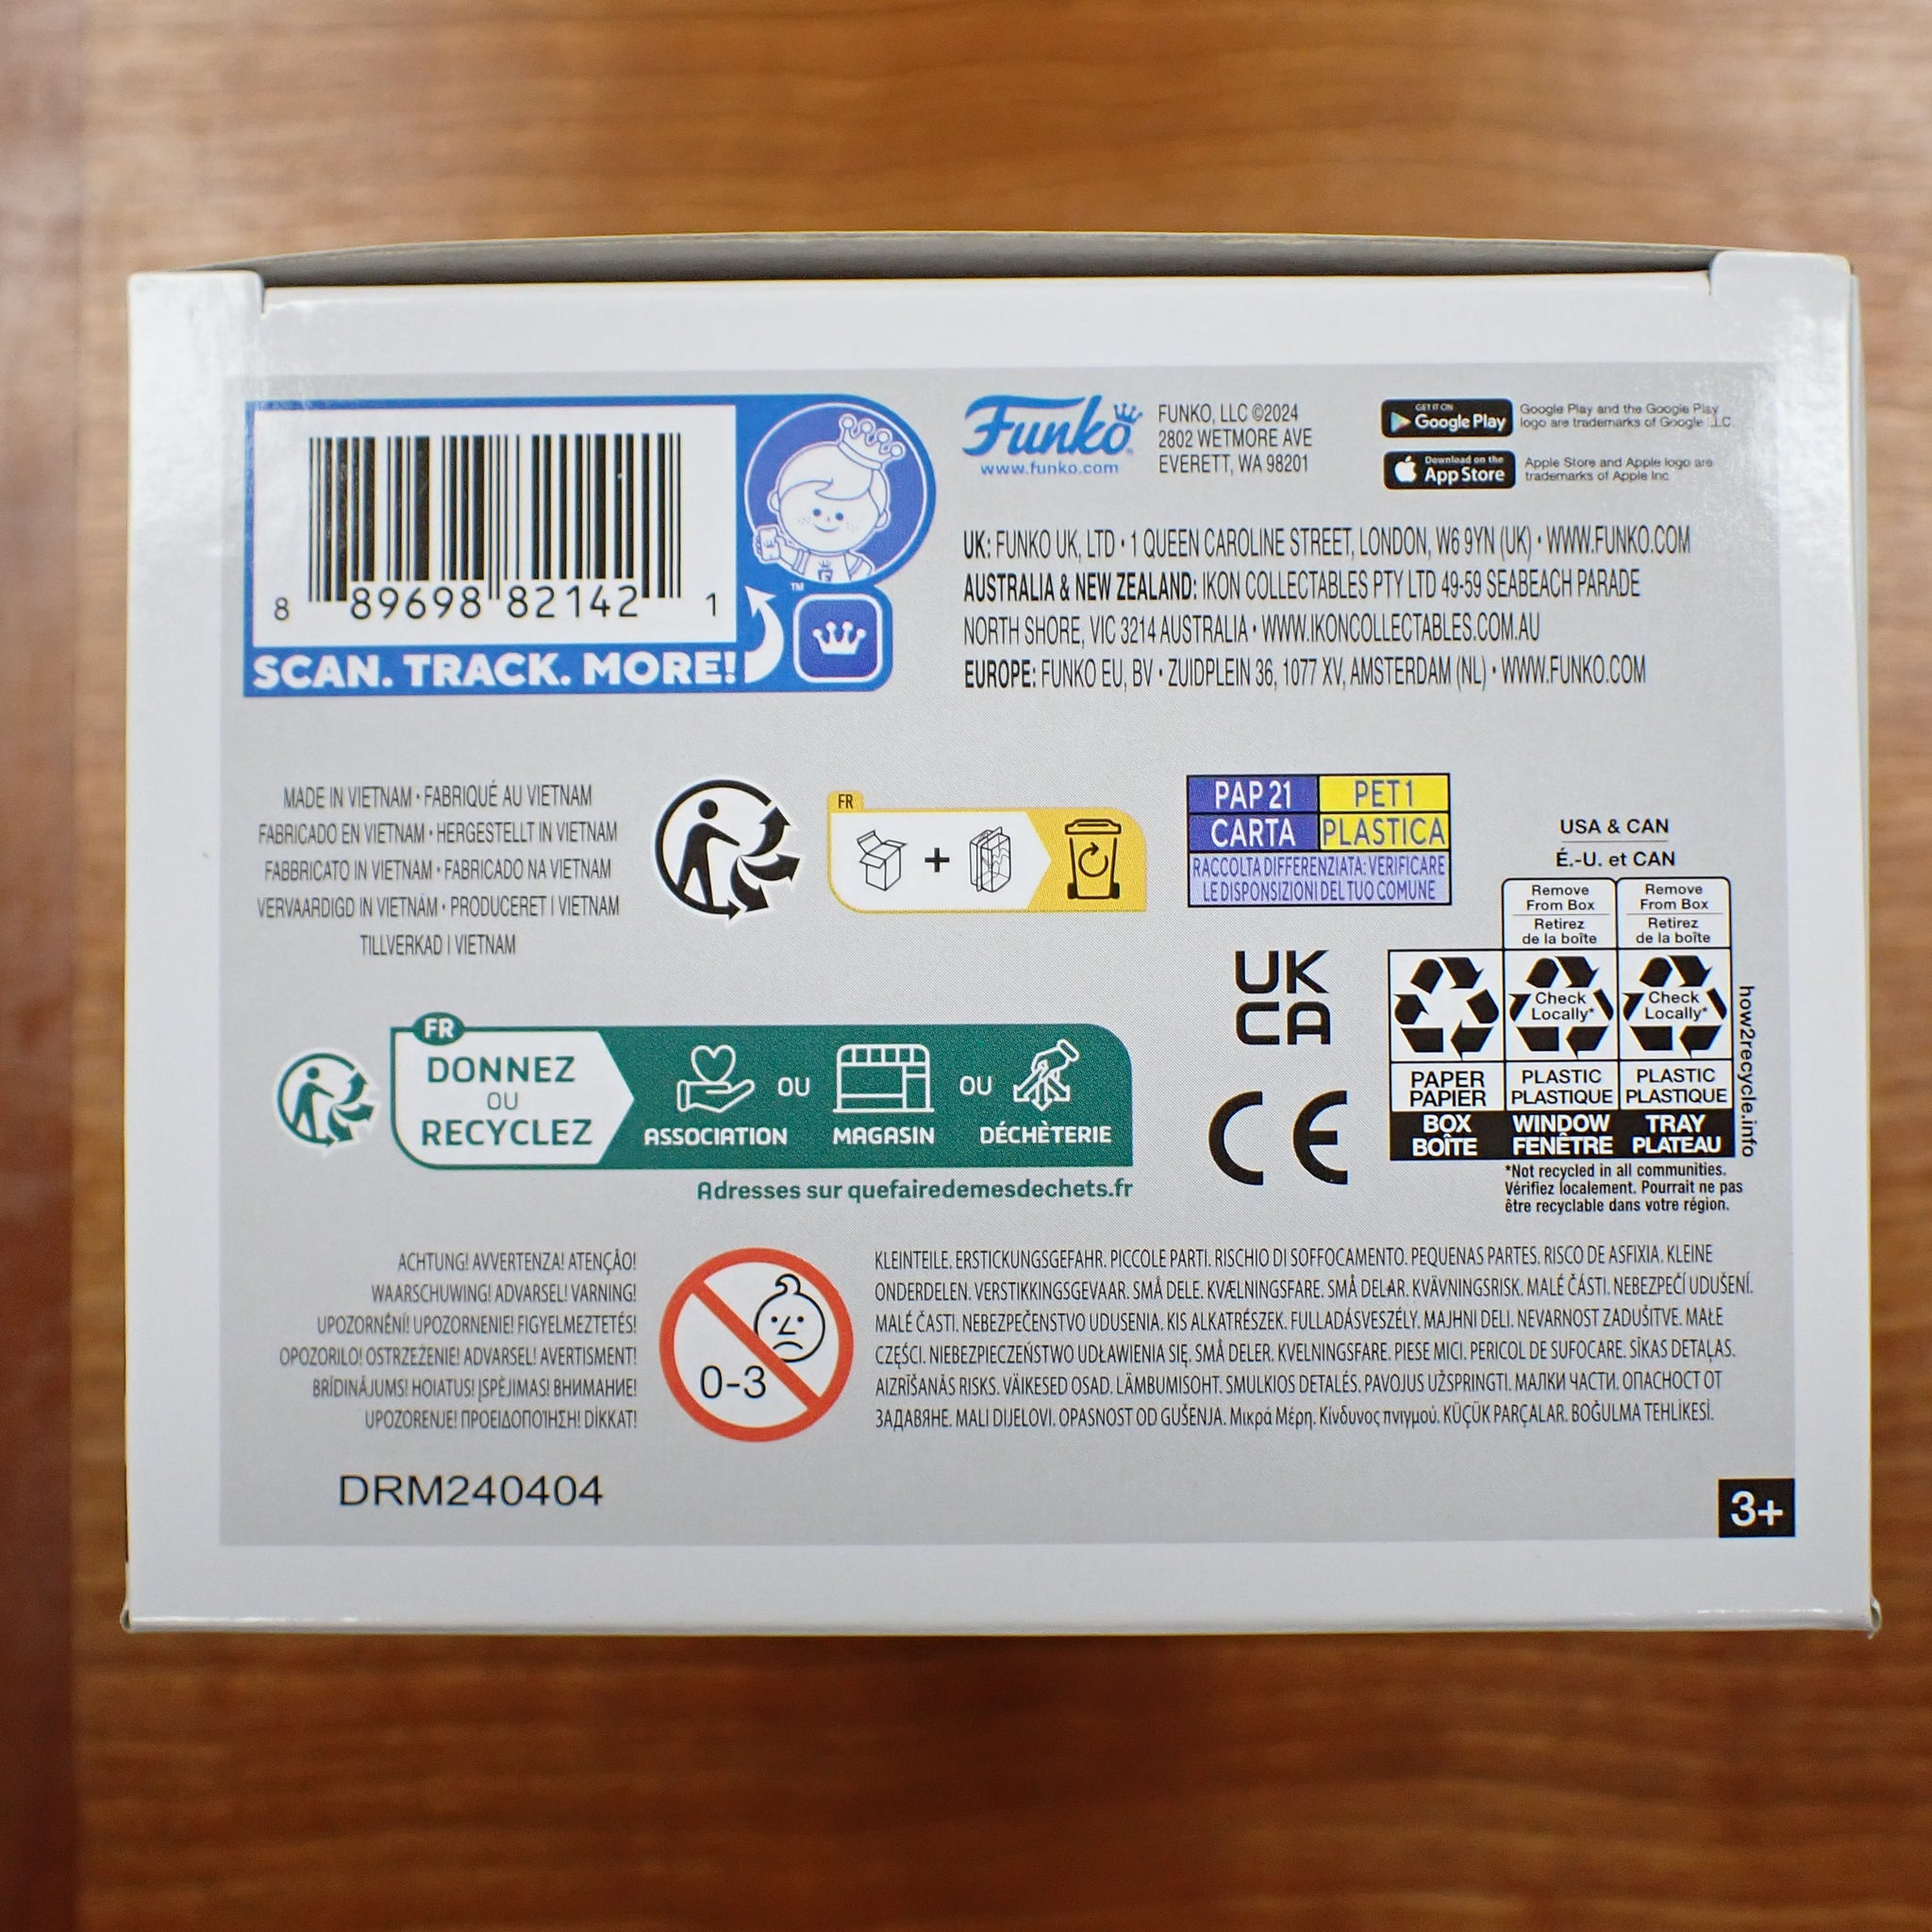 8 89698 82142 1
SCAN. TRACK. MORE!
™
Funko
www.funko.com
FUNKO, LLC ©2024
2802 WETMORE AVE
EVERETT, WA 98201
GET IT ON
Google Play
Google Play and the Google Play
logo are trademarks of Google LLC.
Download on the
App Store
Apple Store and Apple logo are
trademarks of Apple Inc
UK: FUNKO UK, LTD • 1 QUEEN CAROLINE STREET, LONDON, W6 9YN (UK) • WWW.FUNKO.COM
AUSTRALIA & NEW ZEALAND: IKON COLLECTABLES PTY LTD 49-59 SEABEACH PARADE
NORTH SHORE, VIC 3214 AUSTRALIA • WWW.IKONCOLLECTABLES.COM.AU
EUROPE: FUNKO EU, BV • ZUIDPLEIN 36, 1077 XV, AMSTERDAM (NL) • WWW.FUNKO.COM
MADE IN VIETNAM • FABRIQUÉ AU VIETNAM
FABRICADO EN VIETNAM • HERGESTELLT IN VIETNAM
FABBRICATO IN VIETNAM • FABRICADO NA VIETNAM
VERVAARDIGD IN VIETNAM • PRODUCERET I VIETNAM
TILLVERKAD I VIETNAM
FR
+
PAP 21 PET 1
CARTA PLASTICA
RACCOLTA DIFFERENZIATA: VERIFICARE
LE DISPONSIZIONI DEL TUO COMUNE
USA & CAN
É.-U. et CAN
Remove
From Box
Retirez
de la boîte
Remove
From Box
Retirez
de la boîte
Check
Locally*
Check
Locally*
PAPER
PAPIER
PLASTIC
PLASTIQUE
PLASTIC
PLASTIQUE
BOX
BOÎTE
WINDOW
FENÊTRE
TRAY
PLATEAU
how2recycle.info
*Not recycled in all communities.
Vérifiez localement. Pourrait ne pas
être recyclable dans votre région.
UK
CA
CE
FR
DONNEZ
OU
RECYCLEZ
ASSOCIATION
OU
MAGASIN
OU
DÉCHÈTERIE
Adresses sur quefairedemesdechets.fr
ACHTUNG! AVVERTENZA! ATENÇÃO!
WAARSCHUWING! ADVARSEL! VARNING!
UPOZORNĚNÍ! UPOZORNENIE! FIGYELMEZTETÉS!
OPOZORILO! OSTRZEŻENIE! ADVARSEL! AVERTISMENT!
BRĪDINĀJUMS! HOIATUS! ĮSPĖJIMAS! ВНИМАНИЕ!
UPOZORENJE! ΠΡΟΕΙΔΟΠΟΊΗΣΗ! DİKKAT!
0-3
KLEINTEILE. ERSTICKUNGSGEFAHR. PICCOLE PARTI. RISCHIO DI SOFFOCAMENTO. PEQUENAS PARTES. RISCO DE ASFIXIA. KLEINE
ONDERDELEN. VERSTIKKINGSGEVAAR. SMÅ DELE. KVÆLNINGSFARE. SMÅ DELAR. KVÄVNINGSRISK. MALÉ ČÁSTI. NEBEZPEČÍ UDUŠENÍ.
MALÉ ČASTI. NEBEZPEČENSTVO UDUSENIA. KIS ALKATRÉSZEK. FULLADÁSVESZÉLY. MAJHNI DELI. NEVARNOST ZADUŠITVE. MAŁE
CZĘŚCI. NIEBEZPIECZEŃSTWO UDŁAWIENIA SIĘ. SMÅ DELER. KVELNINGSFARE. PIESE MICI. PERICOL DE SUFOCARE. SĪKAS DETAĻAS.
AIZRĪŠANĀS RISKS. VÄIKESED OSAD. LÄMBUMISOHT. SMULKIOS DETALĖS. PAVOJUS UŽSPRINGTI. МАЛКИ ЧАСТИ. ОПАСНОСТ ОТ
ЗАДАВЯНЕ. MALI DIJELOVI. OPASNOST OD GUŠENJA. Μικρά Μέρη. Κίνδυνος πνιγμού. KÜÇÜK PARÇALAR. BOĞULMA TEHLİKESİ.
DRM240404
3+